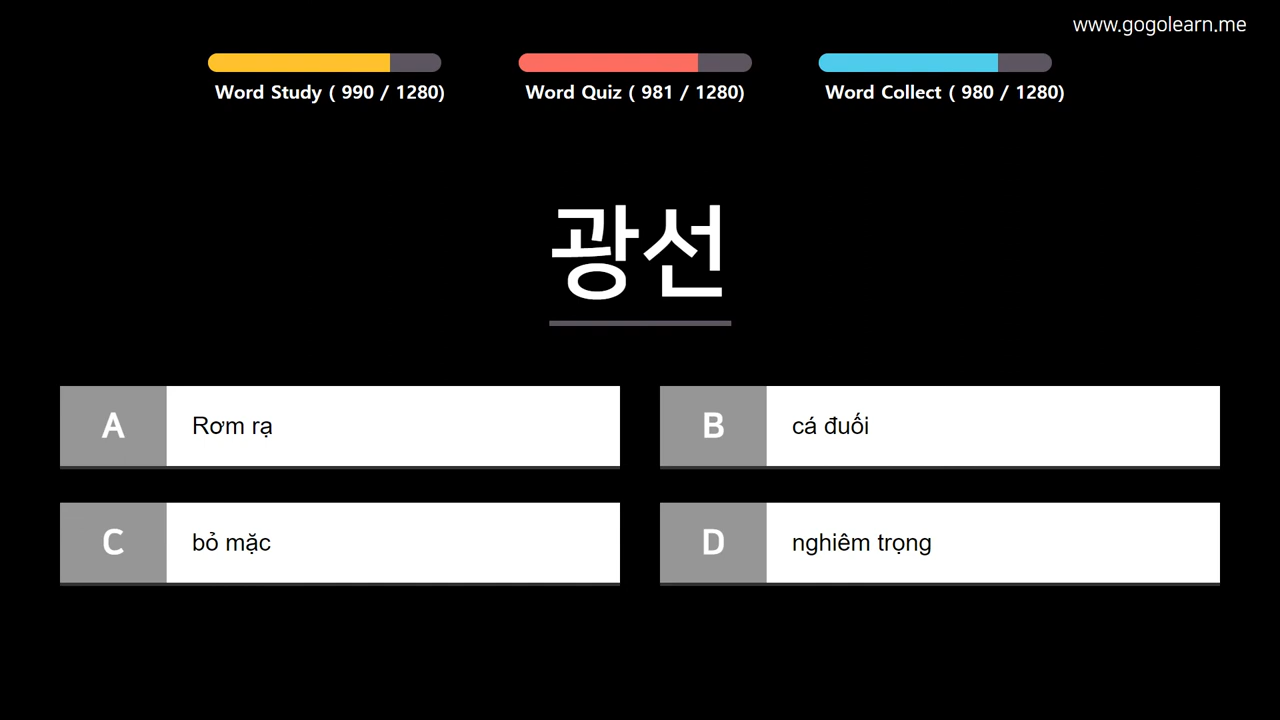 www.gogolearn.me
Word Study ( 990 / 1280)
Word Quiz ( 981 / 1280)
Word Collect ( 980 / 1280)
광선
A
Rơm rạ
B
cá đuối
C
bỏ mặc
D
nghiêm trọng